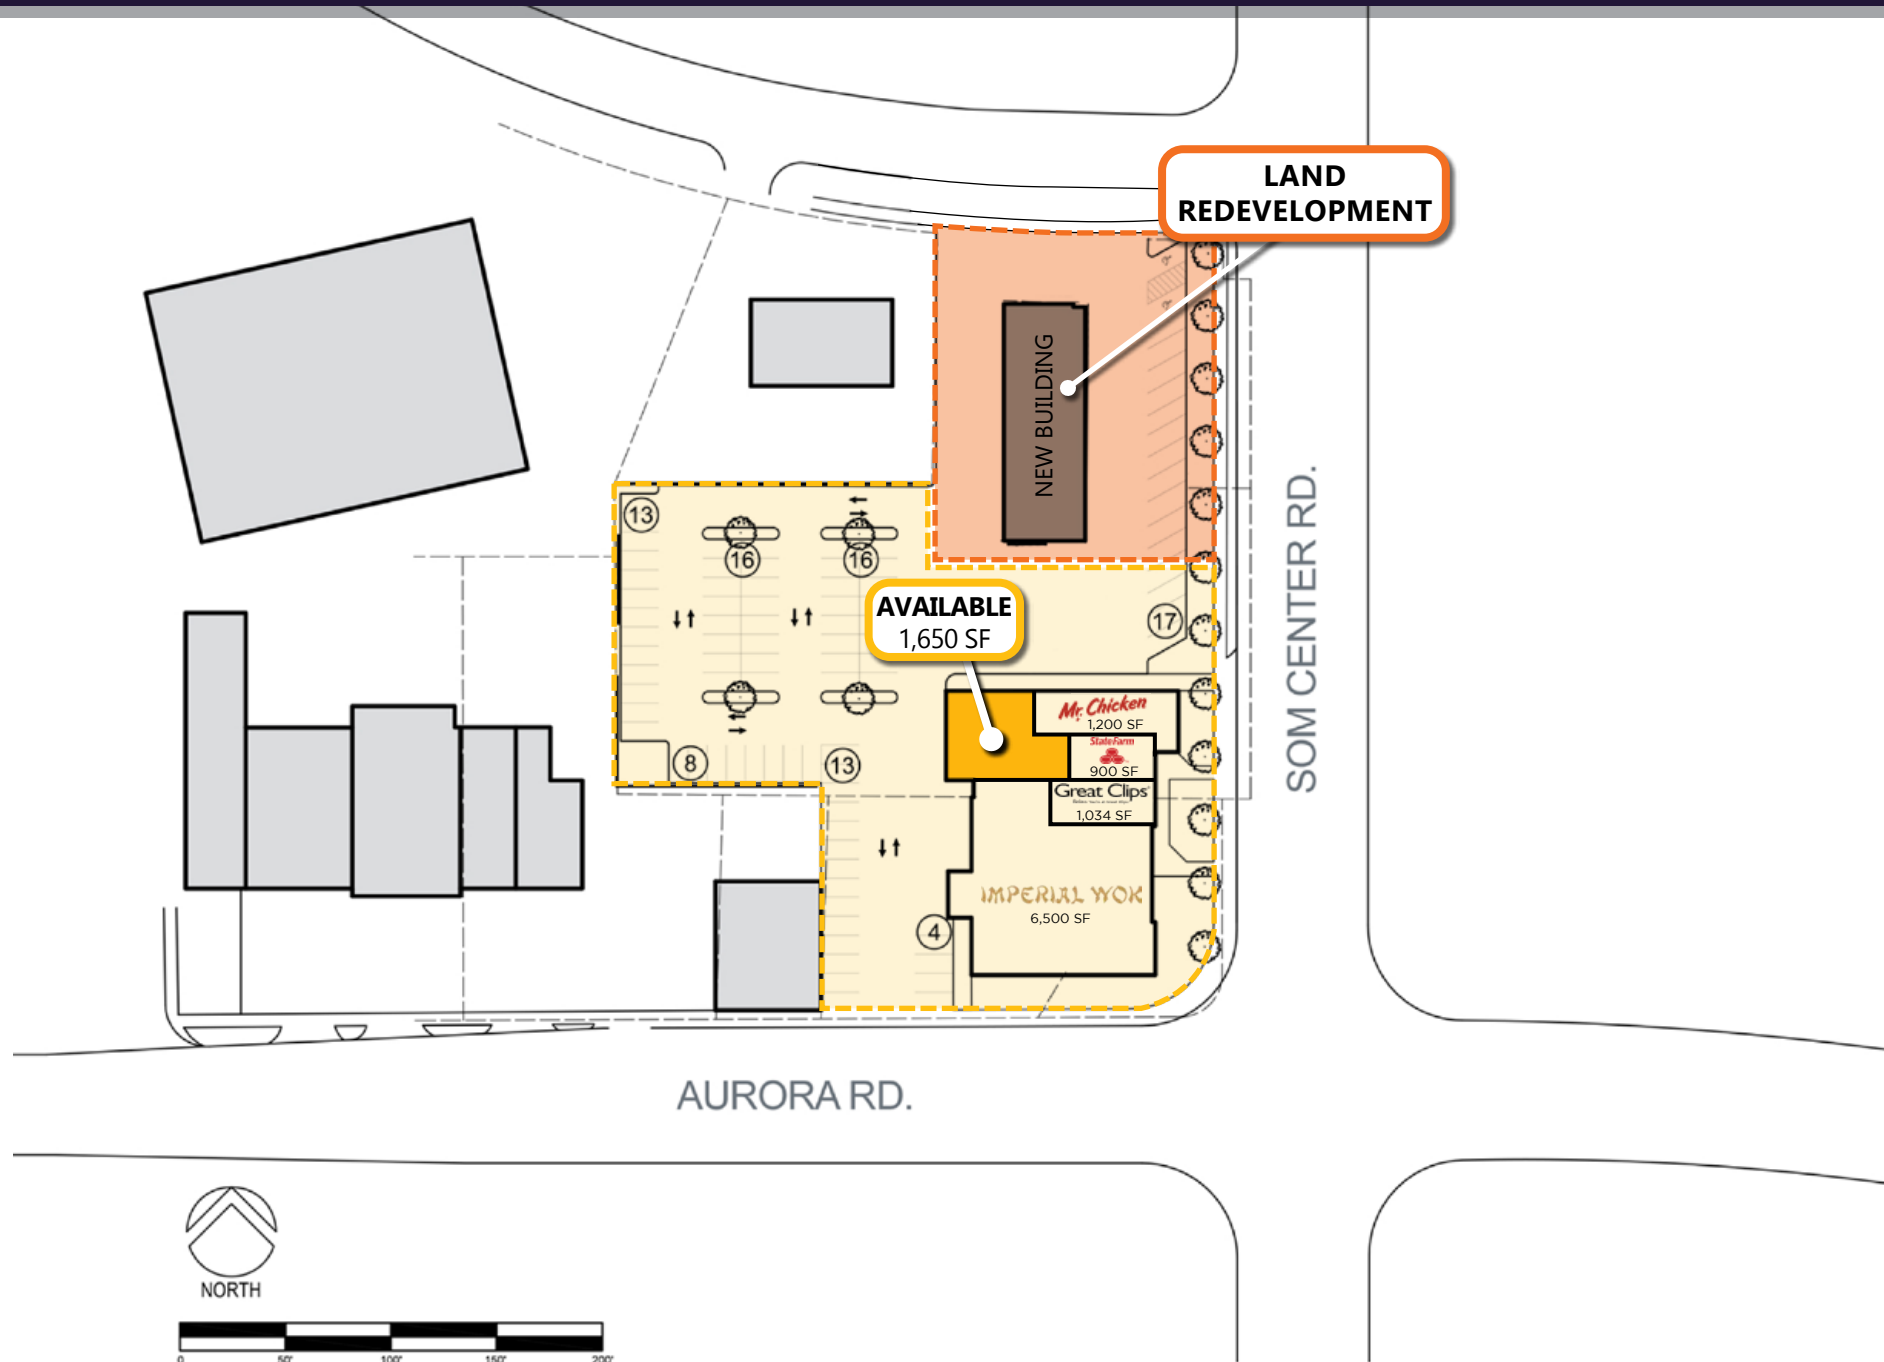 LAND
REDEVELOPMENT
NEW BUILDING
13
16
16
AVAILABLE
1,650 SF
17
SOM CENTER RD.
Mr. Chicken
1,200 SF
StateFarm
900 SF
8
13
Great Clips
1,034 SF
IMPERIAL WOK
6,500 SF
4
AURORA RD.
NORTH
0 50' 100' 150' 200'